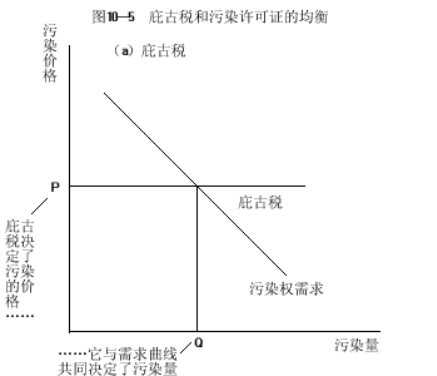 图10—5 庇古税和污染许可证的均衡
(a) 庇古税
污染价格
P
庇古税
庇古税决定了污染的价格……
污染权需求
Q
污染量
……它与需求曲线
共同决定了污染量